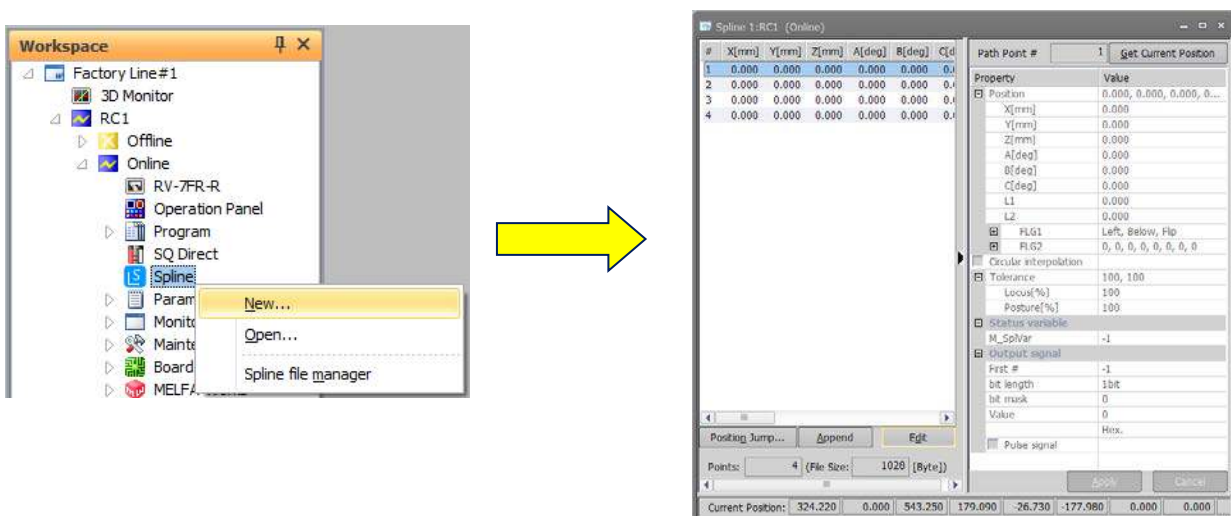 Workspace
Factory Line#1
3D Monitor
RC1
Offline
Online
RV-7FR-R
Operation Panel
Program
SQ Direct
Spline
Param
Monito
Mainte
Board
MELFA
New...
Open...
Spline file manager
Spline 1:RC1 (Online)
# X[mm] Y[mm] Z[mm] A[deg] B[deg] C[d
1 0.000 0.000 0.000 0.000 0.000 0.
2 0.000 0.000 0.000 0.000 0.000 0.
3 0.000 0.000 0.000 0.000 0.000 0.
4 0.000 0.000 0.000 0.000 0.000 0.
Position Jump... Append Edit
Points: 4 (File Size: 1028 [Byte])
Path Point # 1 Get Current Position
Property Value
Position 0.000, 0.000, 0.000, 0...
X[mm] 0.000
Y[mm] 0.000
Z[mm] 0.000
A[deg] 0.000
B[deg] 0.000
C[deg] 0.000
L1 0.000
L2 0.000
FLG1 Left, Below, Flip
FLG2 0, 0, 0, 0, 0, 0, 0, 0
Circular interpolation
Tolerance 100, 100
Locus[%] 100
Posture[%] 100
Status variable
M_SplVar -1
Output signal
First # -1
bit length 1bit
bit mask 0
Value 0
Hex.
Pulse signal
Apply Cancel
Current Position: 324.220 0.000 543.250 179.090 -26.730 -177.980 0.000 0.000